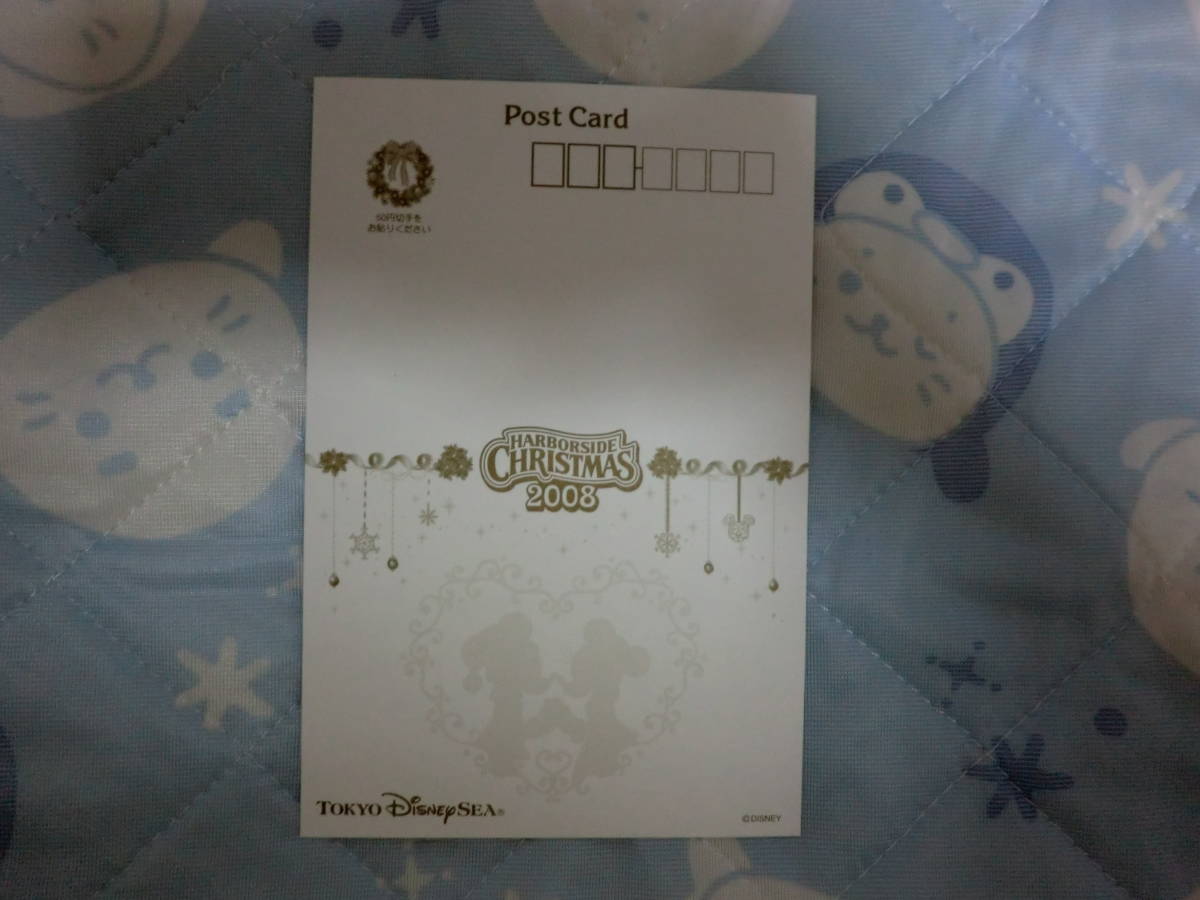 Post Card
50円切手を
お貼りください
HARBORSIDE
CHRISTMAS
2008
TOKYO DISNEYSEA®
©DISNEY